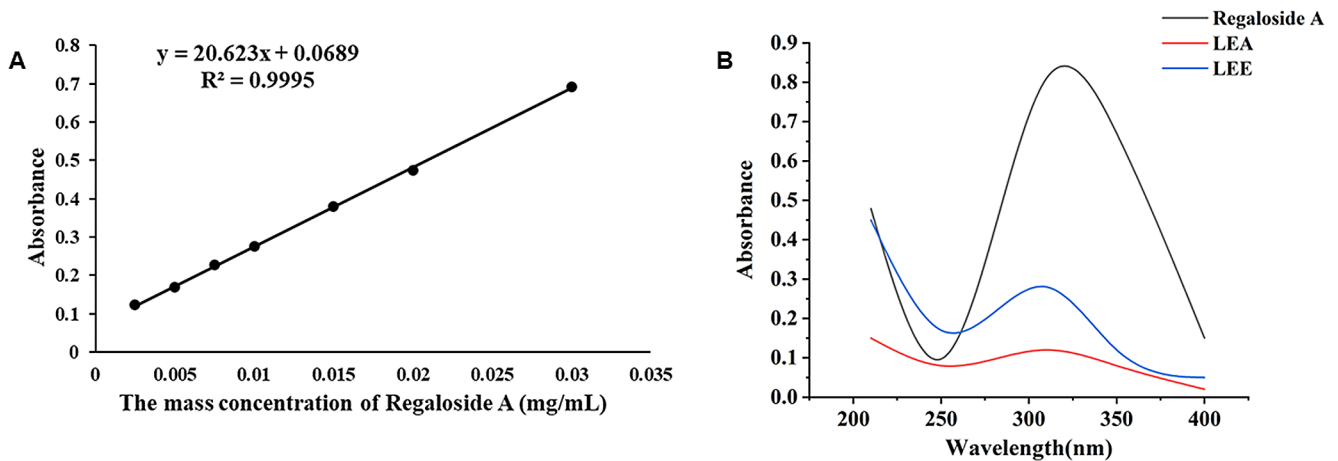 A
y = 20.623x + 0.0689
R² = 0.9995
0.8
0.7
0.6
0.5
0.4
0.3
0.2
0.1
0
Absorbance
0 0.005 0.01 0.015 0.02 0.025 0.03 0.035
The mass concentration of Regaloside A (mg/mL)
B
Regaloside A
LEA
LEE
0.9
0.8
0.7
0.6
0.5
0.4
0.3
0.2
0.1
0.0
Absorbance
200 250 300 350 400
Wavelength(nm)